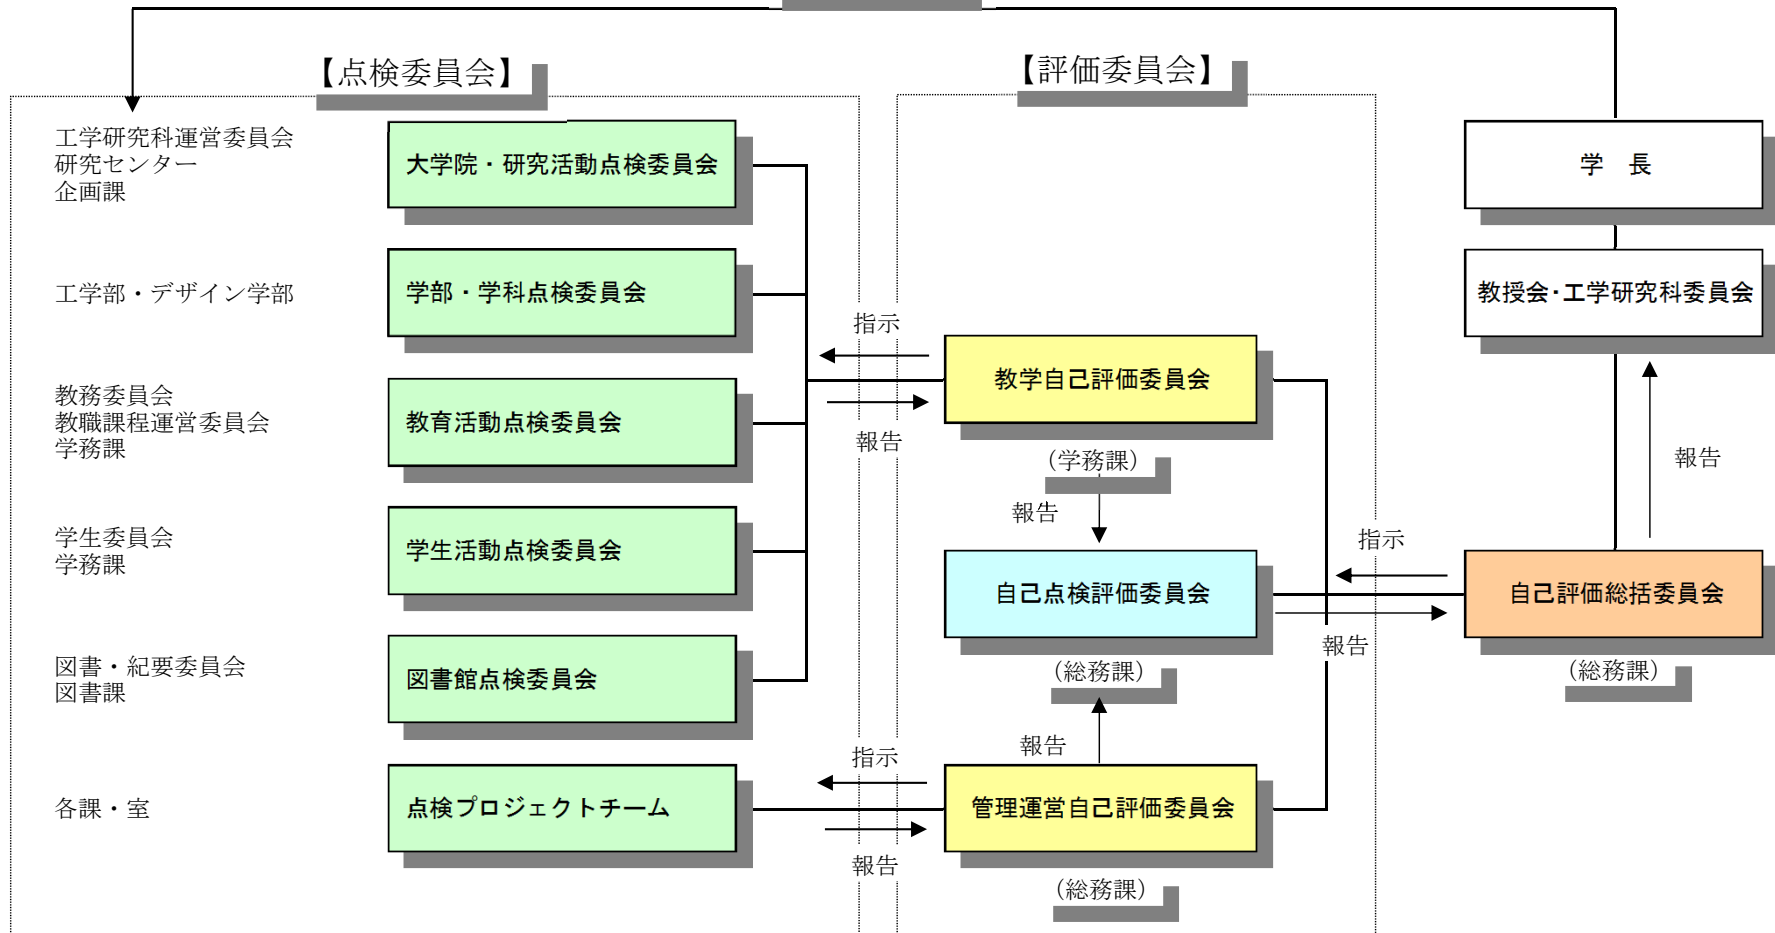 【点検委員会】
【評価委員会】
工学研究科運営委員会
研究センター
企画課
大学院・研究活動点検委員会
学　長
工学部・デザイン学部
学部・学科点検委員会
教授会・工学研究科委員会
指示
教学自己評価委員会
教務委員会
教職課程運営委員会
学務課
教育活動点検委員会
報告
（学務課）
報告
報告
学生委員会
学務課
学生活動点検委員会
指示
自己点検評価委員会
自己評価総括委員会
報告
（総務課）
（総務課）
図書・紀要委員会
図書課
図書館点検委員会
報告
指示
各課・室
点検プロジェクトチーム
管理運営自己評価委員会
報告
（総務課）